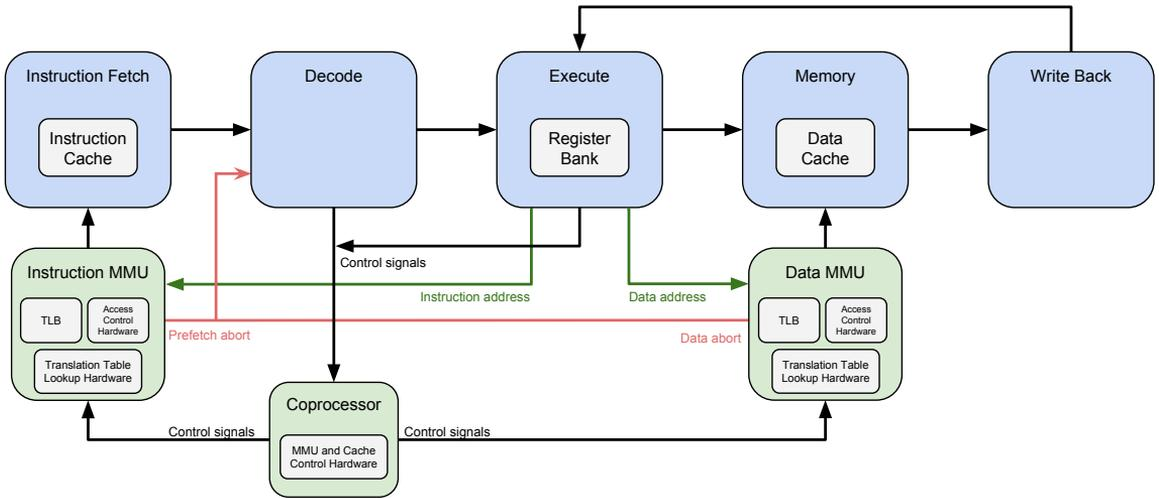 Instruction Fetch
Decode
Execute
Memory
Write Back
Instruction
Cache
Register
Bank
Data
Cache
Control signals
Instruction MMU
Data MMU
Instruction address
Data address
TLB
Access
Control
Hardware
TLB
Access
Control
Hardware
Prefetch abort
Data abort
Translation Table
Lookup Hardware
Translation Table
Lookup Hardware
Coprocessor
Control signals
Control signals
MMU and Cache
Control Hardware